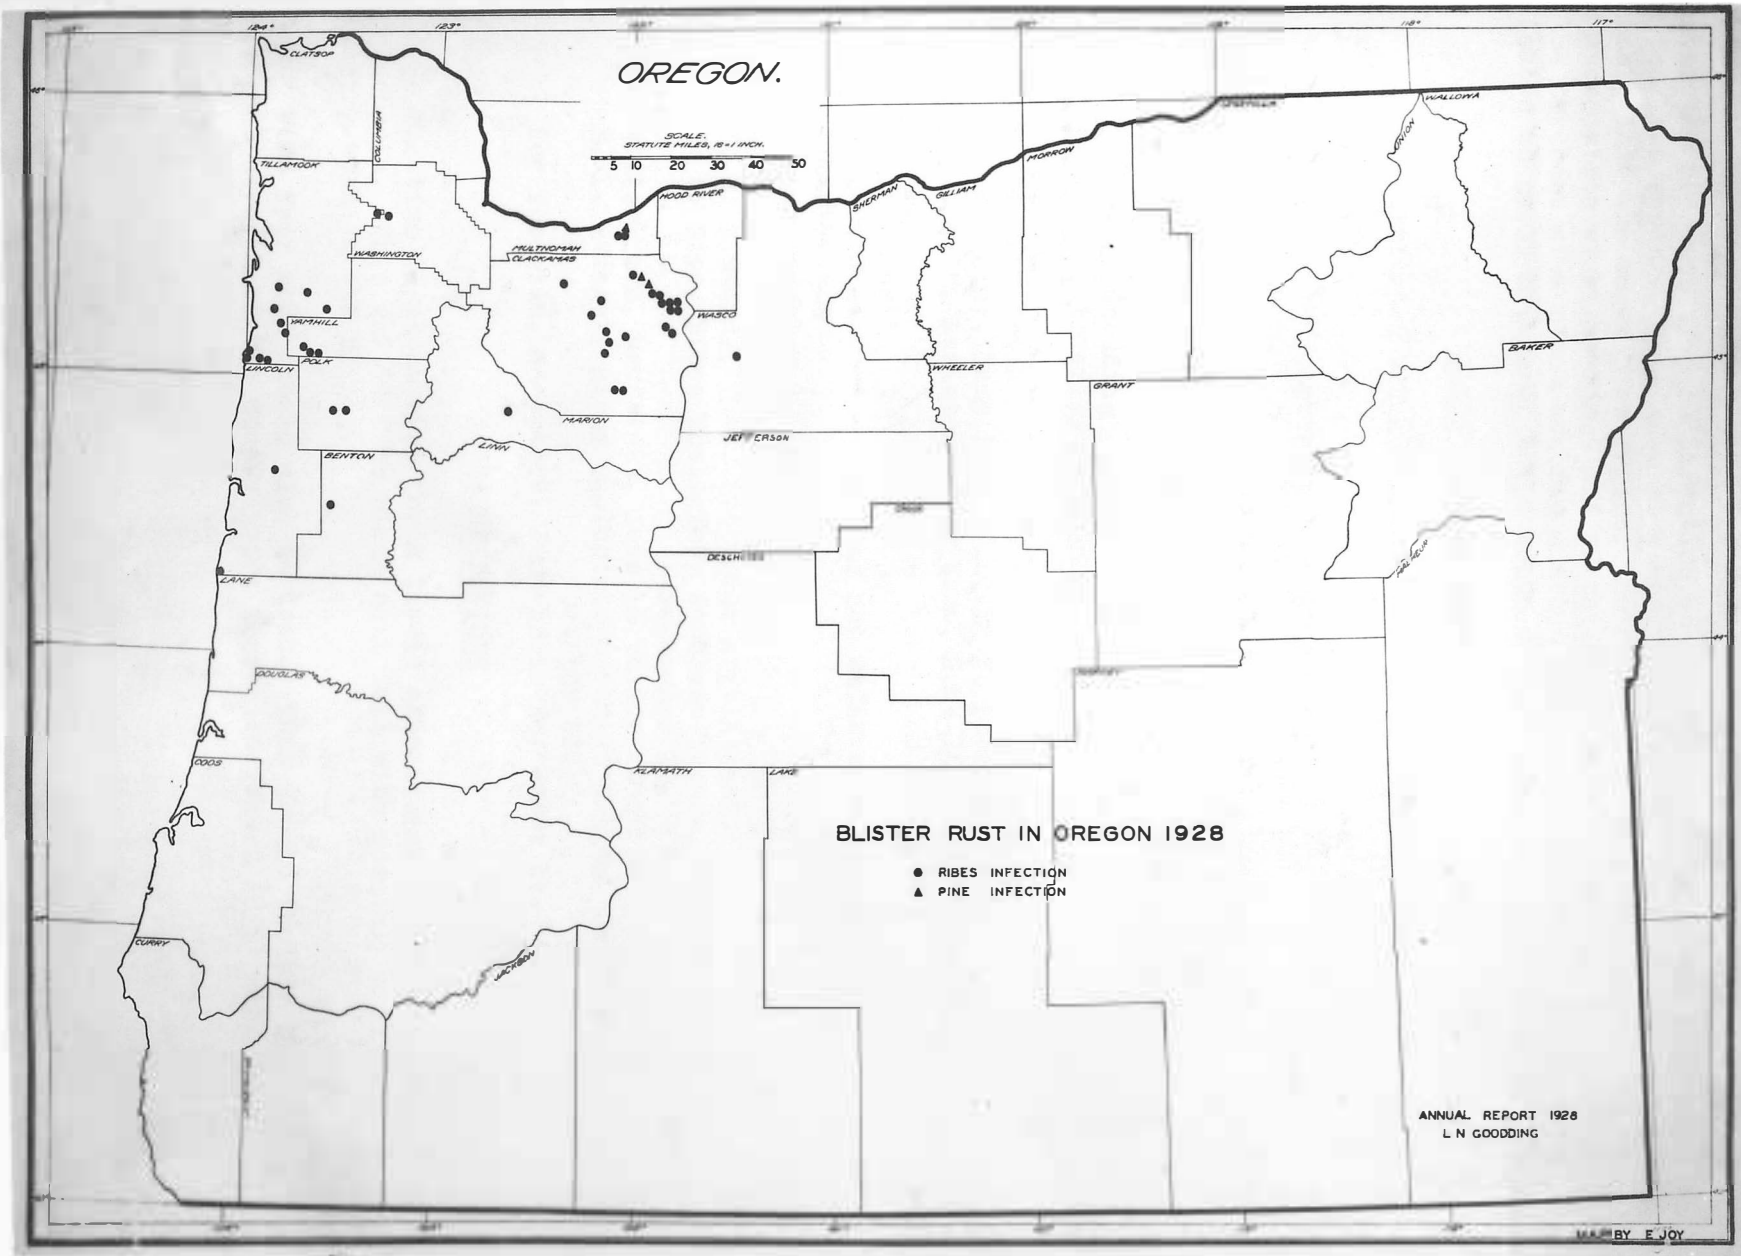 124° 123° 118° 117°
CLATSOP
OREGON.
SCALE.
STATUTE MILES, 16=1 INCH.
5 10 20 30 40 50
COLUMBIA
TILLAMOOK
WALLOWA
UNION
MORROW
HOOD RIVER
SHERMAN
GILLIAM
MULTNOMAH
WASHINGTON
CLACKAMAS
YAMHILL
WASCO
POLK
LINCOLN
WHEELER
BAKER
GRANT
MARION
JEFFERSON
LINN
BENTON
CROOK
DESCHUTES
MALHEUR
LANE
DOUGLAS
COOS
KLAMATH
LAKE
BLISTER RUST IN OREGON 1928
RIBES INFECTION
PINE INFECTION
CURRY
JACKSON
ANNUAL REPORT 1928
L N GOODDING
MAP BY E JOY